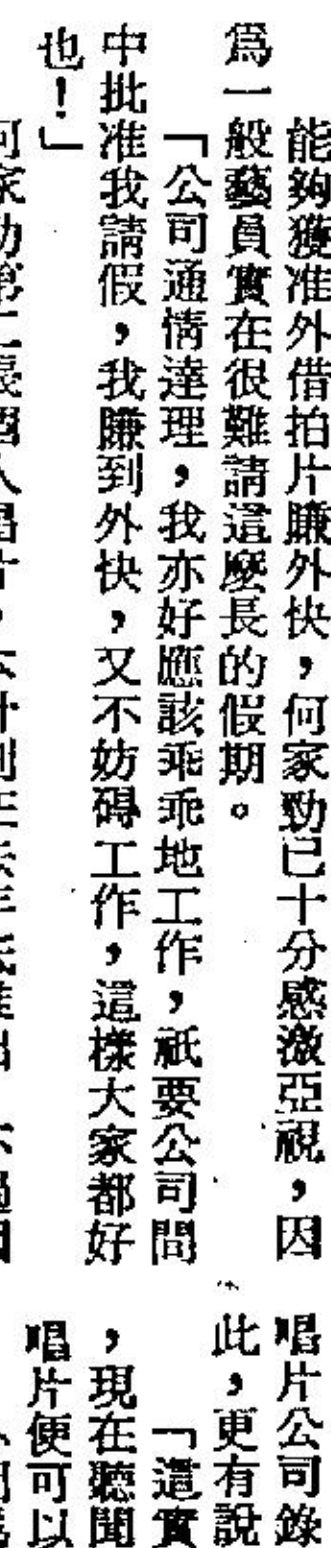 能夠獲准外借拍片賺外快，何家勁已十分感激亞視，因
爲一般藝員實在很難請這麼長的假期。
「公司通情達理，我亦好應該乖乖地工作，祇要公司間
中批准我請假，我賺到外快，又不妨碍工作，這樣大家都好
也！」
唱片公司錄
此，更有說
「這實
，現在聽聞
唱片便可以